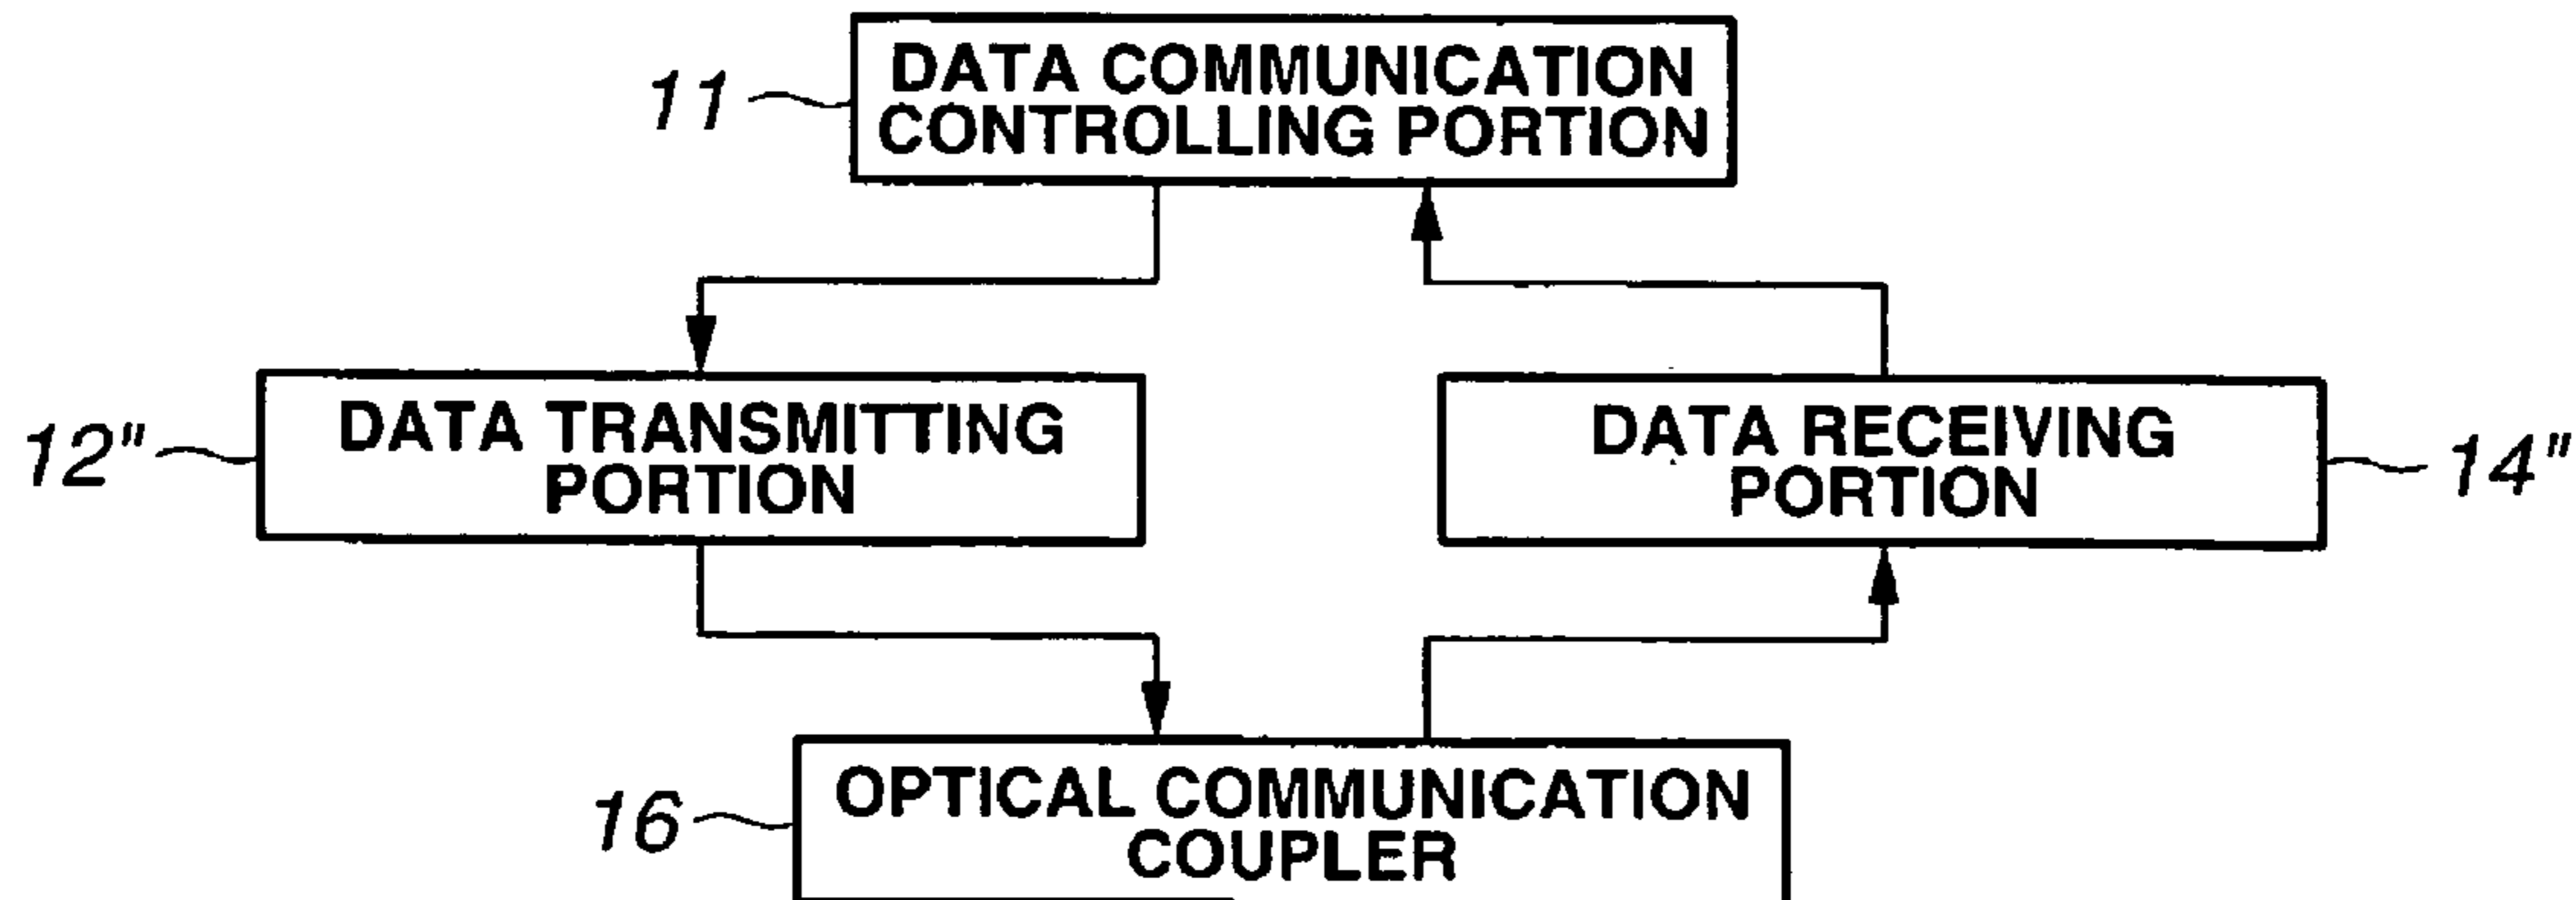 11
DATA COMMUNICATION
CONTROLLING PORTION
12"
DATA TRANSMITTING
PORTION
DATA RECEIVING
PORTION
14"
16
OPTICAL COMMUNICATION
COUPLER